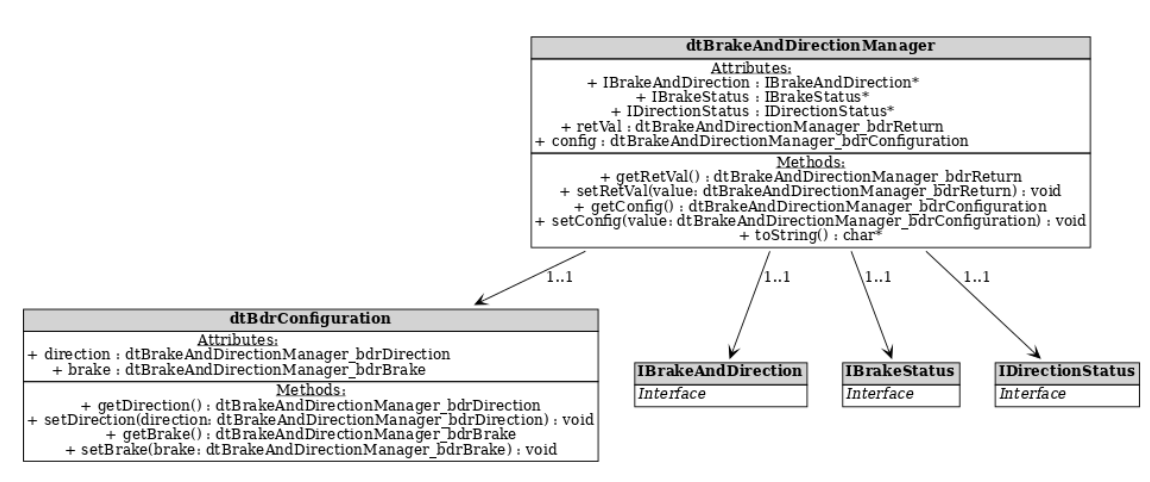 dtBrakeAndDirectionManager
Attributes:
+ IBrakeAndDirection : IBrakeAndDirection*
+ IBrakeStatus : IBrakeStatus*
+ IDirectionStatus : IDirectionStatus*
+ retVal : dtBrakeAndDirectionManager_bdrReturn
+ config : dtBrakeAndDirectionManager_bdrConfiguration
Methods:
+ getRetVal() : dtBrakeAndDirectionManager_bdrReturn
+ setRetVal(value: dtBrakeAndDirectionManager_bdrReturn) : void
+ getConfig() : dtBrakeAndDirectionManager_bdrConfiguration
+ setConfig(value: dtBrakeAndDirectionManager_bdrConfiguration) : void
+ toString() : char*
1..1
1..1
1..1
1..1
dtBdrConfiguration
Attributes:
+ direction : dtBrakeAndDirectionManager_bdrDirection
+ brake : dtBrakeAndDirectionManager_bdrBrake
Methods:
+ getDirection() : dtBrakeAndDirectionManager_bdrDirection
+ setDirection(direction: dtBrakeAndDirectionManager_bdrDirection) : void
+ getBrake() : dtBrakeAndDirectionManager_bdrBrake
+ setBrake(brake: dtBrakeAndDirectionManager_bdrBrake) : void
IBrakeAndDirection
Interface
IBrakeStatus
Interface
IDirectionStatus
Interface